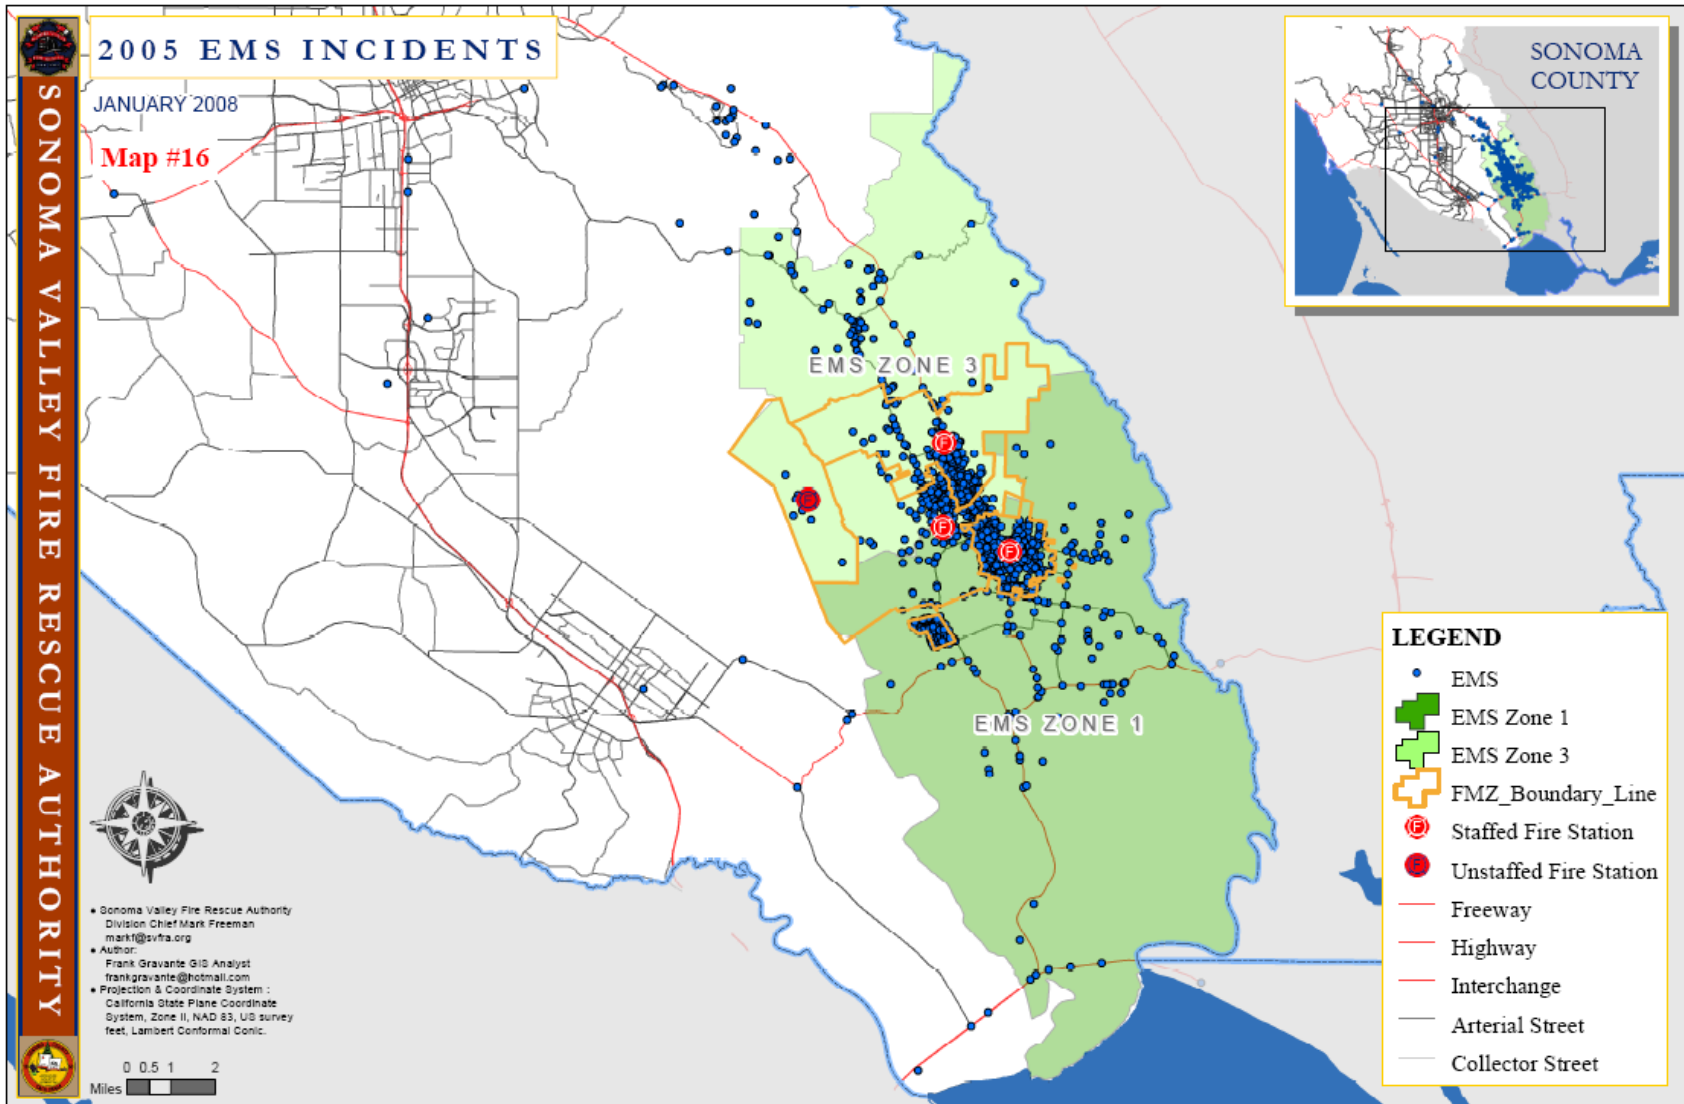 2005 EMS INCIDENTS
JANUARY 2008
Map #16
SONOMA VALLEY FIRE RESCUE AUTHORITY
SONOMA
COUNTY
EMS ZONE 3
EMS ZONE 1
F
F
F
F
LEGEND
EMS
EMS Zone 1
EMS Zone 3
FMZ_Boundary_Line
F Staffed Fire Station
F Unstaffed Fire Station
Freeway
Highway
Interchange
Arterial Street
Collector Street
• Sonoma Valley Fire Rescue Authority
Division Chief Mark Freeman
markf@svfra.org
• Author:
Frank Gravante GIS Analyst
frankgravante@hotmail.com
• Projection & Coordinate System :
California State Plane Coordinate
System, Zone II, NAD 83, US survey
feet, Lambert Conformal Conic.
0 0.5 1 2
Miles